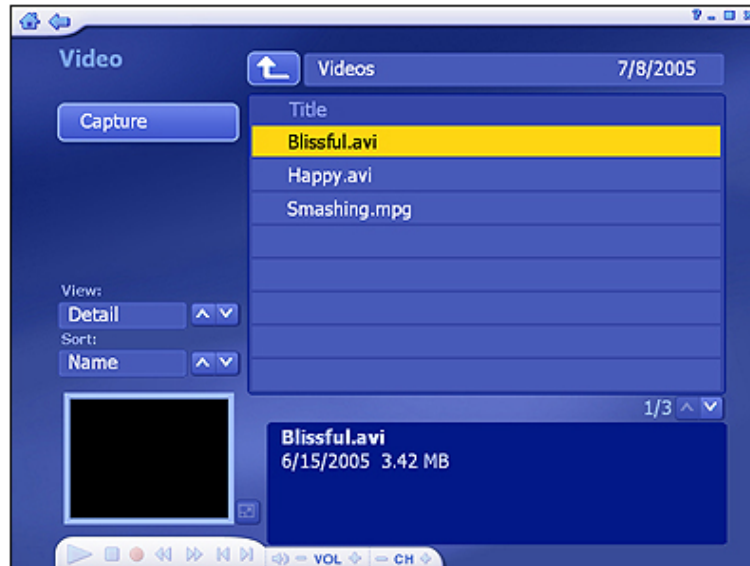 Video
Videos 7/8/2005
Capture
Title
Blissful.avi
Happy.avi
Smashing.mpg
View:
Detail
Sort:
Name
1/3
Blissful.avi
6/15/2005 3.42 MB
VOL CH